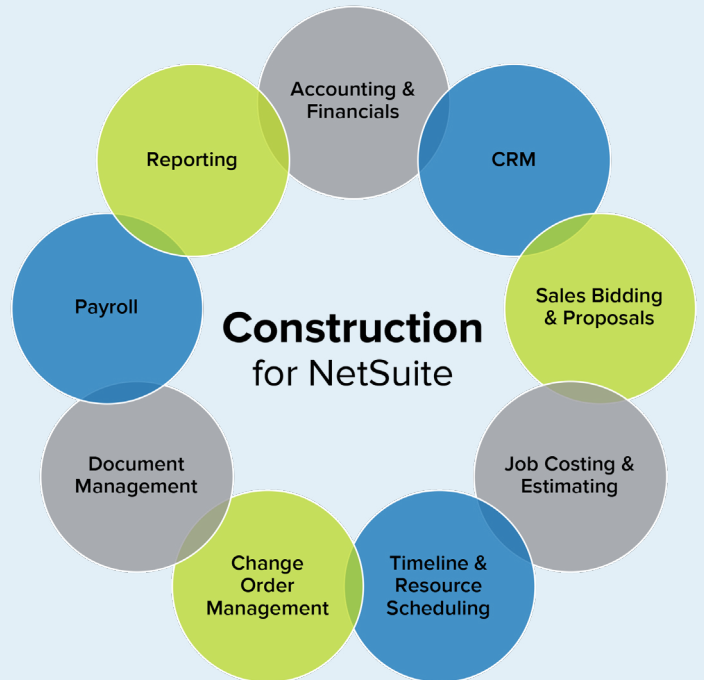 Accounting &
Financials
CRM
Sales Bidding
& Proposals
Job Costing &
Estimating
Timeline &
Resource
Scheduling
Change
Order
Management
Document
Management
Payroll
Reporting
Construction
for NetSuite